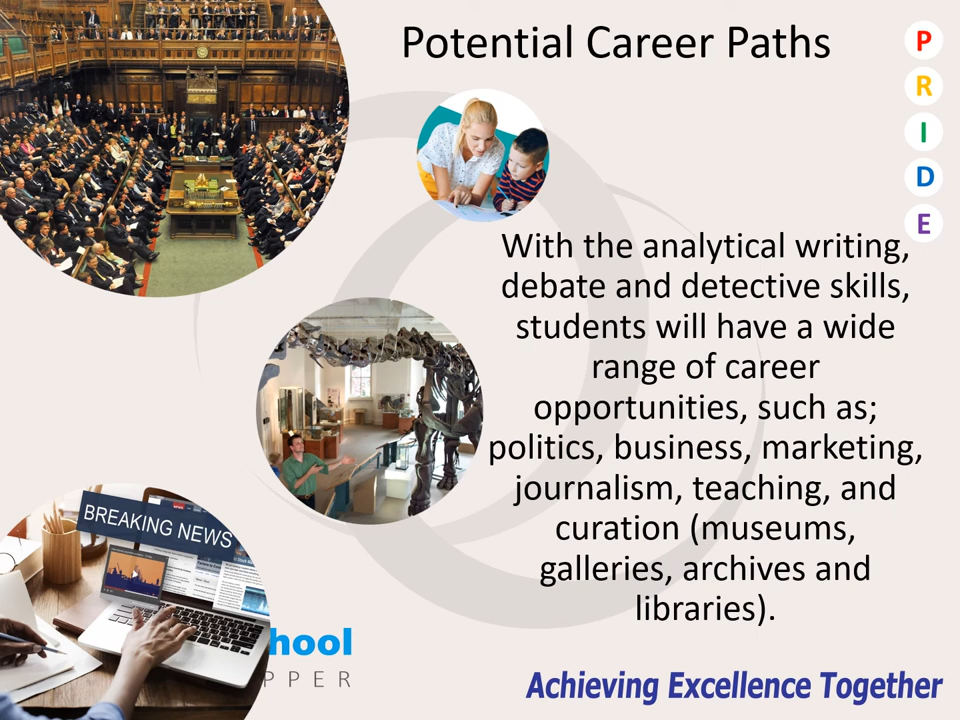 Potential Career Paths
P
R
I
D
E
With the analytical writing,
debate and detective skills,
students will have a wide
range of career
opportunities, such as;
politics, business, marketing,
journalism, teaching, and
curation (museums,
galleries, archives and
libraries).
BREAKING NEWS
hool
PPER
Achieving Excellence Together